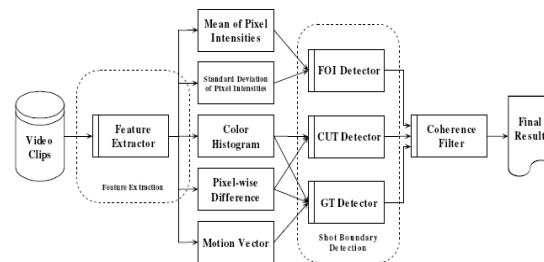 Mean of Pixel
Intensities
Standard Deviation
of Pixel Intensities
FOI Detector
Video
Clips
Feature
Extractor
Color
Histogram
CUT Detector
Coherence
Filter
Final
Result
Pixel-wise
Difference
Feature Extraction
GT Detector
Motion Vector
Shot Boundary
Detection